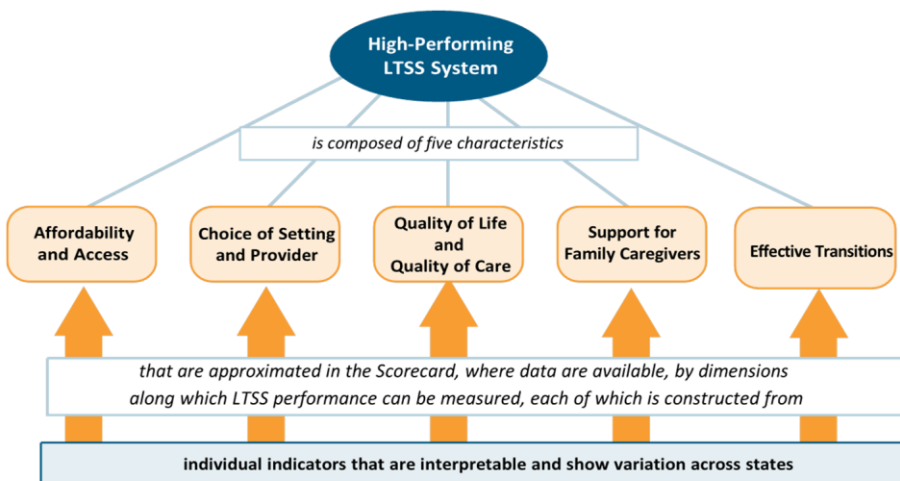 High-Performing
LTSS System
is composed of five characteristics
Affordability
and Access
Choice of Setting
and Provider
Quality of Life
and
Quality of Care
Support for
Family Caregivers
Effective Transitions
that are approximated in the Scorecard, where data are available, by dimensions
along which LTSS performance can be measured, each of which is constructed from
individual indicators that are interpretable and show variation across states